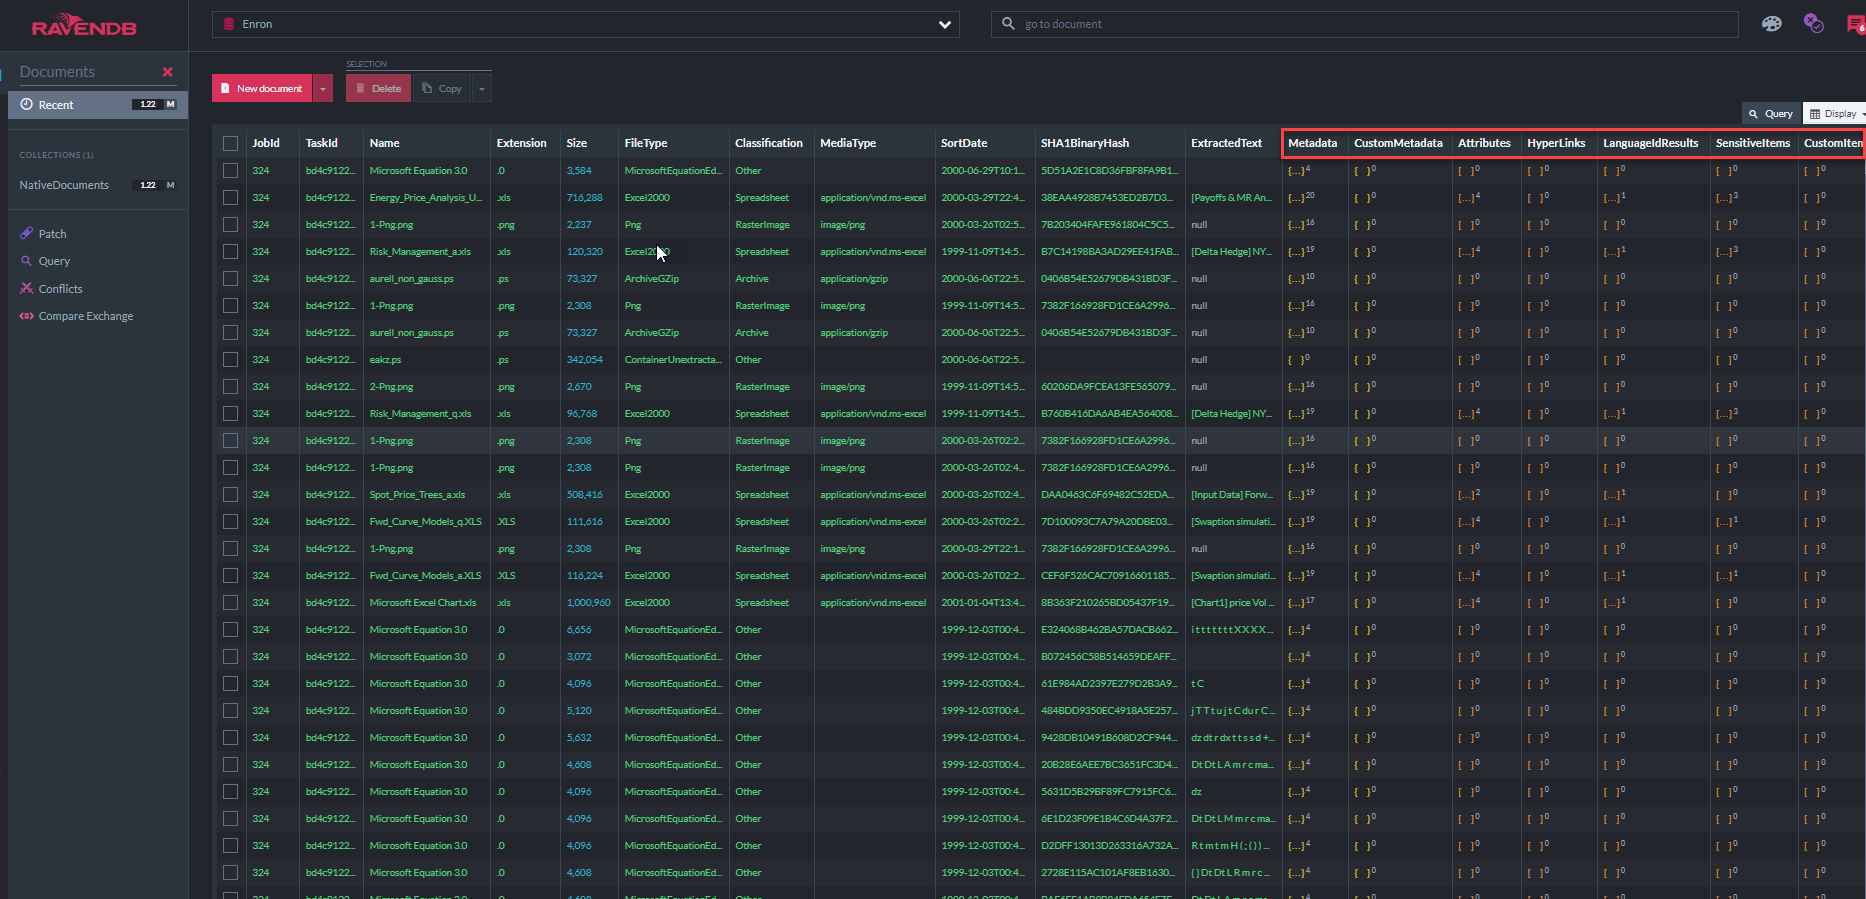 RAVENDB
Enron
go to document
6
Documents
SELECTION
New document
Delete
Copy
Recent 1.22 M
Query
Display
COLLECTIONS (1)
NativeDocuments 1.22 M
Patch
Query
Conflicts
Compare Exchange
JobId TaskId Name Extension Size FileType Classification MediaType SortDate SHA1BinaryHash ExtractedText Metadata CustomMetadata Attributes HyperLinks LanguageIdResults SensitiveItems CustomItem
324 bd4c9122... Microsoft Equation 3.0 .0 3,584 MicrosoftEquationEd... Other 2000-06-29T10:1... 5D51A2E1C8D36FBF8FA9B1... {...}4 { }0 [ ]0 [ ]0 [ ]0 [ ]0 [ ]0
324 bd4c9122... Energy_Price_Analysis_U... .xls 716,288 Excel2000 Spreadsheet application/vnd.ms-excel 2000-03-29T22:4... 38EAA4928B7453ED2B7D3... [Payoffs & MR An... {...}20 { }0 [...]4 [ ]0 [...]1 [...]3 [ ]0
324 bd4c9122... 1-Png.png .png 2,237 Png RasterImage image/png 2000-03-26T02:5... 7B203404FAFE961804C5C5... null {...}16 { }0 [ ]0 [ ]0 [ ]0 [ ]0 [ ]0
324 bd4c9122... Risk_Management_a.xls .xls 120,320 Excel2000 Spreadsheet application/vnd.ms-excel 1999-11-09T14:5... B7C14198BA3AD29EE41FAB... [Delta Hedge] NY... {...}19 { }0 [...]4 [ ]0 [...]1 [...]3 [ ]0
324 bd4c9122... aurell_non_gauss.ps .ps 73,327 ArchiveGZip Archive application/gzip 2000-06-06T22:5... 0406B54E52679DB431BD3F... null {...}10 { }0 [ ]0 [ ]0 [ ]0 [ ]0 [ ]0
324 bd4c9122... 1-Png.png .png 2,308 Png RasterImage image/png 1999-11-09T14:5... 7382F166928FD1CE6A2996... null {...}16 { }0 [ ]0 [ ]0 [ ]0 [ ]0 [ ]0
324 bd4c9122... aurell_non_gauss.ps .ps 73,327 ArchiveGZip Archive application/gzip 2000-06-06T22:5... 0406B54E52679DB431BD3F... null {...}10 { }0 [ ]0 [ ]0 [ ]0 [ ]0 [ ]0
324 bd4c9122... eakz.ps .ps 342,054 ContainerUnextracta... Other 2000-06-06T22:5... null { }0 { }0 [ ]0 [ ]0 [ ]0 [ ]0 [ ]0
324 bd4c9122... 2-Png.png .png 2,670 Png RasterImage image/png 1999-11-09T14:5... 60206DA9FCEA13FE565079... null {...}16 { }0 [ ]0 [ ]0 [ ]0 [ ]0 [ ]0
324 bd4c9122... Risk_Management_q.xls .xls 96,768 Excel2000 Spreadsheet application/vnd.ms-excel 1999-11-09T14:5... B760B416DA6AB4EA564008... [Delta Hedge] NY... {...}19 { }0 [...]4 [ ]0 [...]1 [...]3 [ ]0
324 bd4c9122... 1-Png.png .png 2,308 Png RasterImage image/png 2000-03-26T02:2... 7382F166928FD1CE6A2996... null {...}16 { }0 [ ]0 [ ]0 [ ]0 [ ]0 [ ]0
324 bd4c9122... 1-Png.png .png 2,308 Png RasterImage image/png 2000-03-26T02:4... 7382F166928FD1CE6A2996... null {...}16 { }0 [ ]0 [ ]0 [ ]0 [ ]0 [ ]0
324 bd4c9122... Spot_Price_Trees_a.xls .xls 508,416 Excel2000 Spreadsheet application/vnd.ms-excel 2000-03-26T02:4... DAA0463C6F69482C52EDA... [Input Data] Forw... {...}19 { }0 [...]2 [ ]0 [...]1 [ ]0 [ ]0
324 bd4c9122... Fwd_Curve_Models_q.XLS .XLS 111,616 Excel2000 Spreadsheet application/vnd.ms-excel 2000-03-26T02:2... 7D100093C7A79A20DBE03... [Swaption simulati... {...}19 { }0 [...]4 [ ]0 [...]1 [...]1 [ ]0
324 bd4c9122... 1-Png.png .png 2,308 Png RasterImage image/png 2000-03-29T22:1... 7382F166928FD1CE6A2996... null {...}16 { }0 [ ]0 [ ]0 [ ]0 [ ]0 [ ]0
324 bd4c9122... Fwd_Curve_Models_a.XLS .XLS 116,224 Excel2000 Spreadsheet application/vnd.ms-excel 2000-03-26T02:2... CEF6F526CAC70916601185... [Swaption simulati... {...}19 { }0 [...]4 [ ]0 [...]1 [...]1 [ ]0
324 bd4c9122... Microsoft Excel Chart.xls .xls 1,000,960 Excel2000 Spreadsheet application/vnd.ms-excel 2001-01-04T13:4... 8B363F210265BD05437F19... [Chart1] price Vol ... {...}17 { }0 [...]4 [ ]0 [...]1 [ ]0 [ ]0
324 bd4c9122... Microsoft Equation 3.0 .0 6,656 MicrosoftEquationEd... Other 1999-12-03T00:4... E324068B462BA57DACB662... i t t t t t t t X X X X... {...}4 { }0 [ ]0 [ ]0 [ ]0 [ ]0 [ ]0
324 bd4c9122... Microsoft Equation 3.0 .0 3,072 MicrosoftEquationEd... Other 1999-12-03T00:4... B072456C58B514659DEAFF... {...}4 { }0 [ ]0 [ ]0 [ ]0 [ ]0 [ ]0
324 bd4c9122... Microsoft Equation 3.0 .0 4,096 MicrosoftEquationEd... Other 1999-12-03T00:4... 61E984AD2397E279D2B3A9... t C {...}4 { }0 [ ]0 [ ]0 [ ]0 [ ]0 [ ]0
324 bd4c9122... Microsoft Equation 3.0 .0 5,120 MicrosoftEquationEd... Other 1999-12-03T00:4... 484BDD9350EC4918A5E257... j T T t u j t C d u r C... {...}4 { }0 [ ]0 [ ]0 [ ]0 [ ]0 [ ]0
324 bd4c9122... Microsoft Equation 3.0 .0 5,632 MicrosoftEquationEd... Other 1999-12-03T00:4... 9428DB10491B608D2CF944... dz dt r dx t t s s d +... {...}4 { }0 [ ]0 [ ]0 [ ]0 [ ]0 [ ]0
324 bd4c9122... Microsoft Equation 3.0 .0 4,608 MicrosoftEquationEd... Other 1999-12-03T00:4... 20B28E6AEE7BC3651FC3D4... D t D t L A m r c ma... {...}4 { }0 [ ]0 [ ]0 [ ]0 [ ]0 [ ]0
324 bd4c9122... Microsoft Equation 3.0 .0 4,096 MicrosoftEquationEd... Other 1999-12-03T00:4... 5631D5B29BF89FC7915FC6... dz {...}4 { }0 [ ]0 [ ]0 [ ]0 [ ]0 [ ]0
324 bd4c9122... Microsoft Equation 3.0 .0 4,096 MicrosoftEquationEd... Other 1999-12-03T00:4... 6E1D23F09E1B4C6D4A37F2... D t D t L M m r c ma... {...}4 { }0 [ ]0 [ ]0 [ ]0 [ ]0 [ ]0
324 bd4c9122... Microsoft Equation 3.0 .0 4,096 MicrosoftEquationEd... Other 1999-12-03T00:4... D2DFF13013D263316A732A... R t m t m H ( ; ( ) ) ... {...}4 { }0 [ ]0 [ ]0 [ ]0 [ ]0 [ ]0
324 bd4c9122... Microsoft Equation 3.0 .0 4,608 MicrosoftEquationEd... Other 1999-12-03T00:4... 2728E115AC101AF8EB1630... { } D t D t L R m r c ... {...}4 { }0 [ ]0 [ ]0 [ ]0 [ ]0 [ ]0